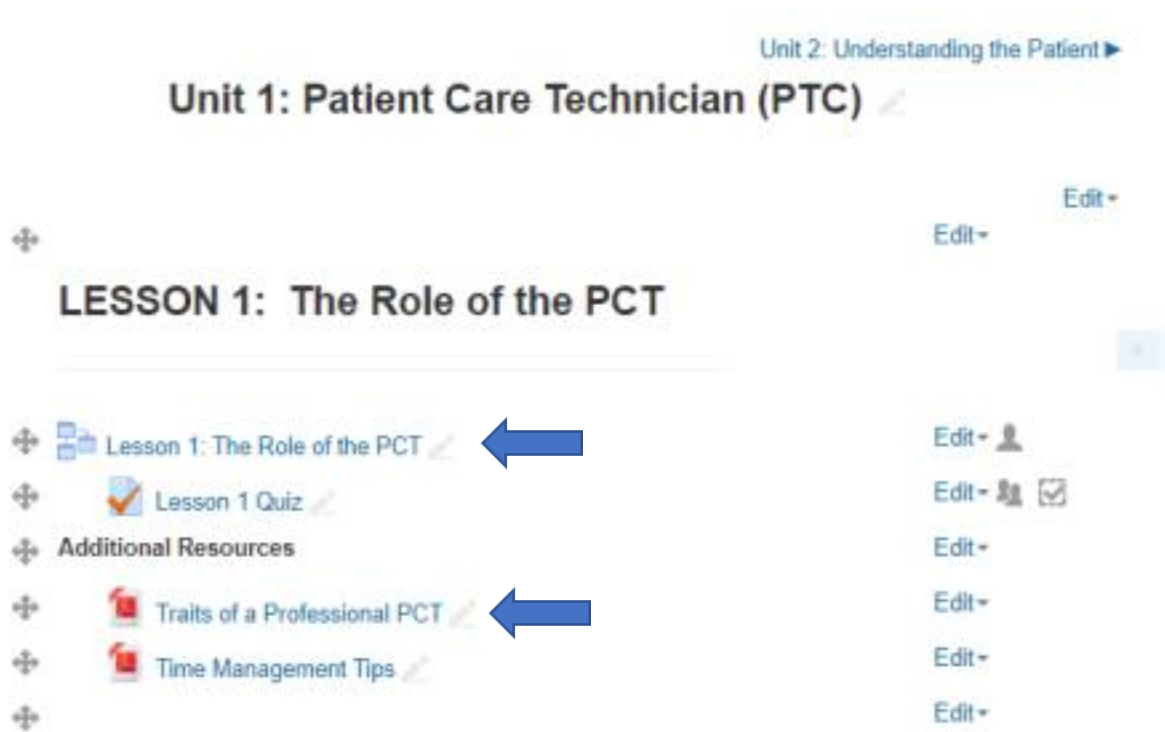 Unit 2: Understanding the Patient ►
Unit 1: Patient Care Technician (PTC)
Edit
Edit
LESSON 1: The Role of the PCT
Lesson 1: The Role of the PCT Edit
Lesson 1 Quiz Edit
Additional Resources Edit
Traits of a Professional PCT Edit
Time Management Tips Edit
Edit